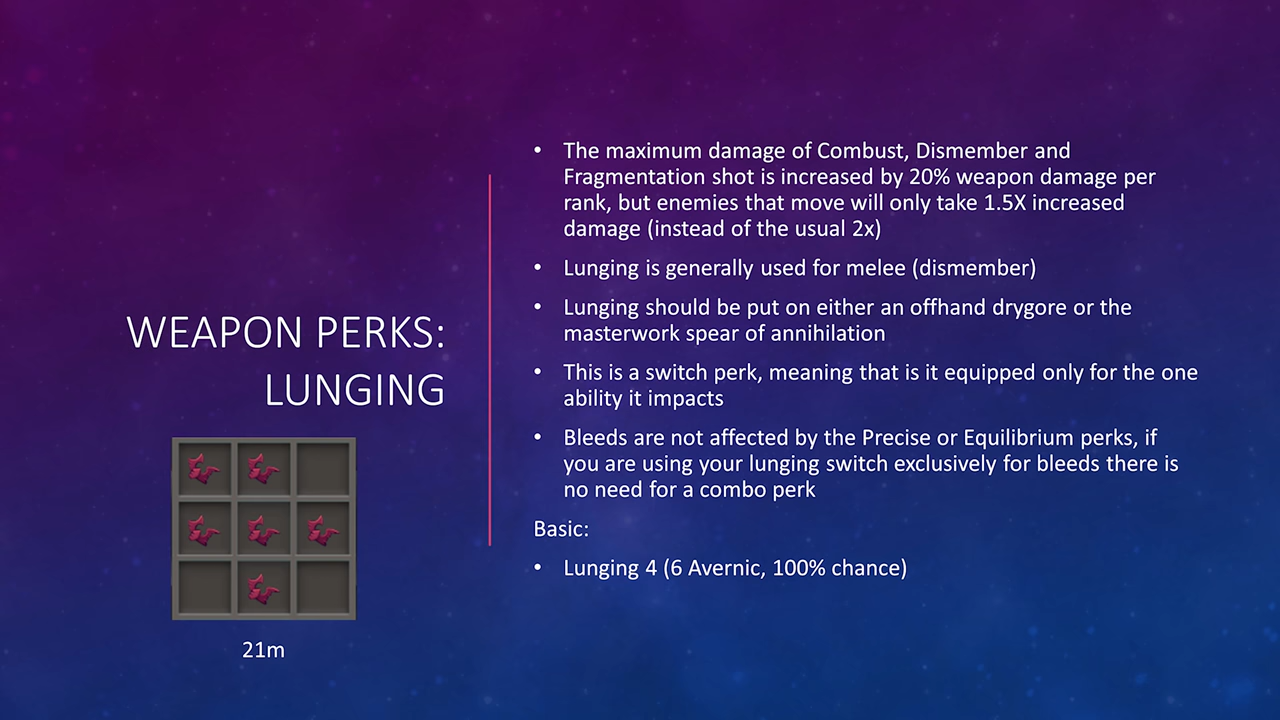 WEAPON PERKS:
LUNGING
21m
• The maximum damage of Combust, Dismember and
Fragmentation shot is increased by 20% weapon damage per
rank, but enemies that move will only take 1.5X increased
damage (instead of the usual 2x)
• Lunging is generally used for melee (dismember)
• Lunging should be put on either an offhand drygore or the
masterwork spear of annihilation
• This is a switch perk, meaning that is it equipped only for the one
ability it impacts
• Bleeds are not affected by the Precise or Equilibrium perks, if
you are using your lunging switch exclusively for bleeds there is
no need for a combo perk
Basic:
• Lunging 4 (6 Avernic, 100% chance)